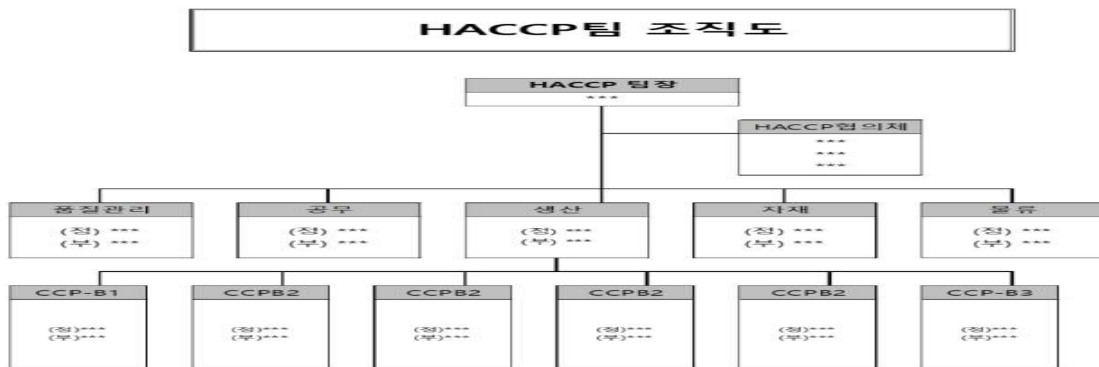 HACCP팀 조직도
HACCP 팀장
***
HACCP협의제
***
***
***
품질관리 공무 생산 자재 물류
(정) *** (정) *** (정) *** (정) *** (정) ***
(부) *** (부) *** (부) *** (부) *** (부) ***
CCP-B1 CCPB2 CCPB2 CCPB2 CCPB2 CCP-B3
(정)*** (정)*** (정)*** (정)*** (정)*** (정)***
(부)*** (부)*** (부)*** (부)*** (부)*** (부)***